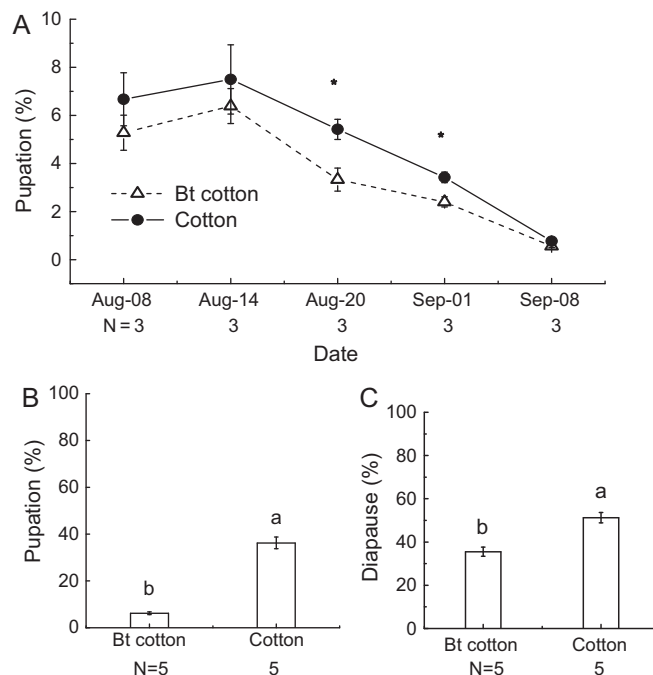 A
10
8
6
4
2
0
Pupation (%)
Bt cotton
Cotton
* *
Aug-08 Aug-14 Aug-20 Sep-01 Sep-08
N = 3 3 3 3 3
Date
B
100
80
60
40
20
0
Pupation (%)
b a
Bt cotton Cotton
N=5 5
C
100
80
60
40
20
0
Diapause (%)
b a
Bt cotton Cotton
N=5 5